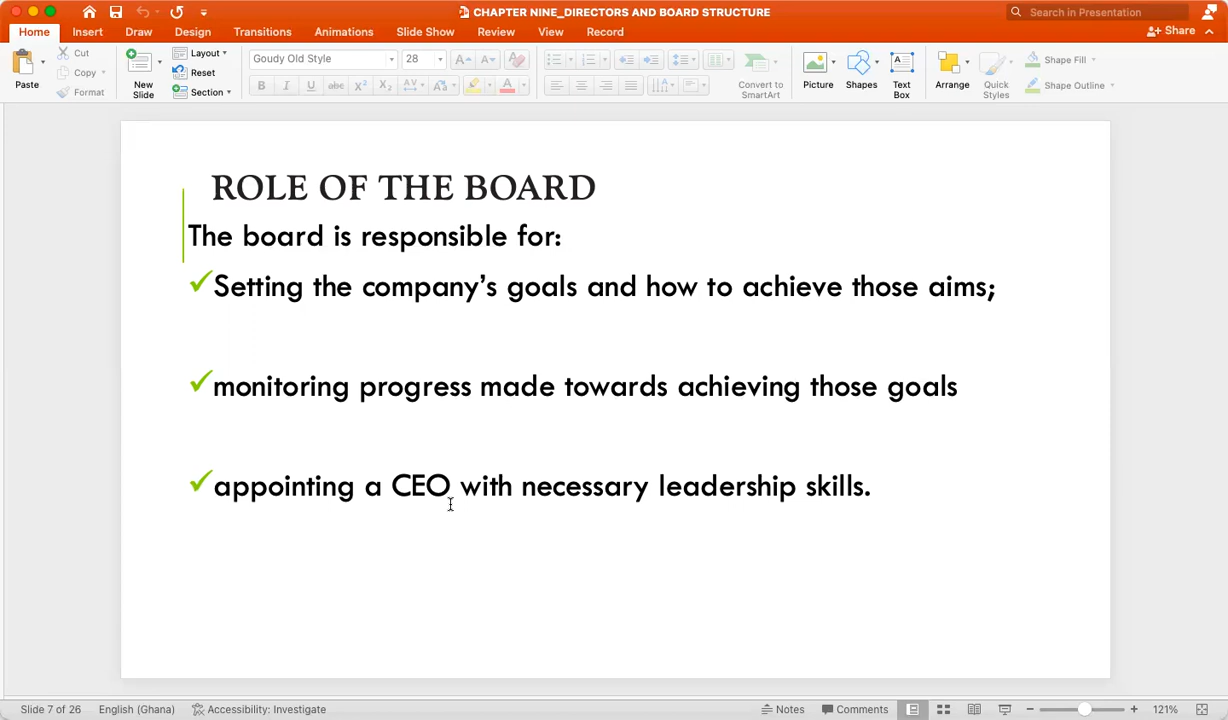 CHAPTER NINE_DIRECTORS AND BOARD STRUCTURE
Search in Presentation
Home Insert Draw Design Transitions Animations Slide Show Review View Record
Share
Paste
Cut
Copy
Format
New Slide
Layout
Reset
Section
Goudy Old Style
28
Convert to SmartArt
Picture
Shapes
Text Box
Arrange
Quick Styles
Shape Fill
Shape Outline
ROLE OF THE BOARD
The board is responsible for:
✓Setting the company’s goals and how to achieve those aims;
✓monitoring progress made towards achieving those goals
✓appointing a CEO with necessary leadership skills.
Slide 7 of 26 English (Ghana) Accessibility: Investigate Notes Comments 121%